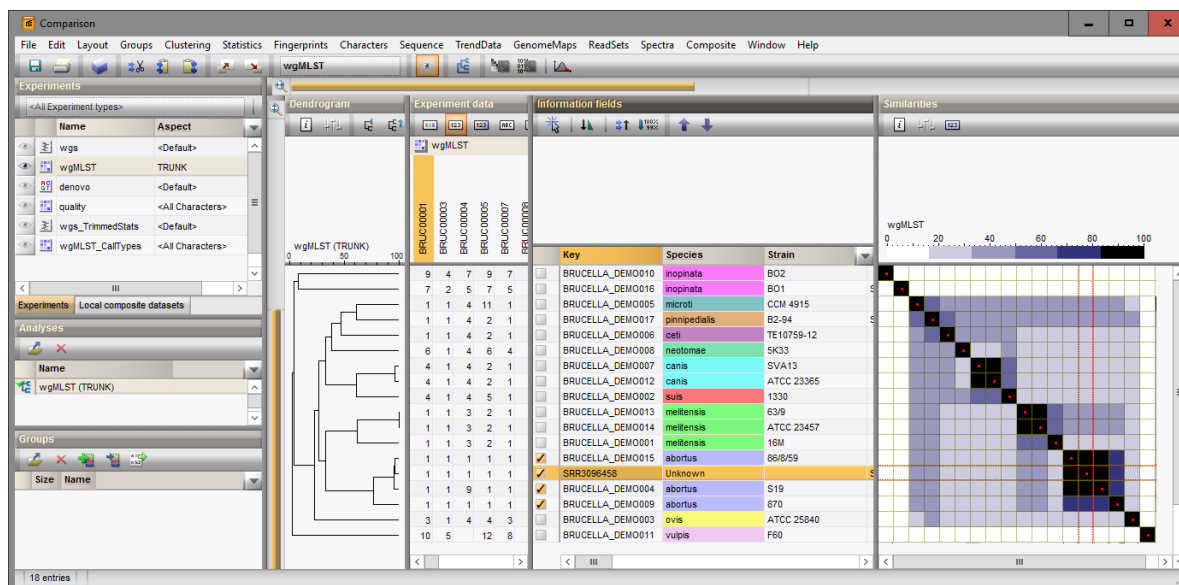 Comparison
File Edit Layout Groups Clustering Statistics Fingerprints Characters Sequence TrendData GenomeMaps ReadSets Spectra Composite Window Help
wgMLST
Experiments
<All Experiment types>
Name Aspect
wgs <Default>
wgMLST TRUNK
denovo <Default>
quality <All Characters>
wgs_TrimmedStats <Default>
wgMLST_CallTypes <All Characters>
Experiments Local composite datasets
Analyses
Name
wgMLST (TRUNK)
Groups
Size Name
18 entries
Dendrogram
wgMLST (TRUNK)
0 50 100
Experiment data
wgMLST
BRUC00001
BRUC00003
BRUC00004
BRUC00005
BRUC00007
BRUC00008
9 4 7 9 7
7 2 5 7 5
1 1 4 11 1
1 1 4 2 1
1 1 4 2 1
6 1 4 6 4
4 1 4 2 1
4 1 4 2 1
4 1 4 5 1
1 1 3 2 1
1 1 3 2 1
1 1 3 2 1
1 1 1 1 1
1 1 1 1 1
1 1 9 1 1
1 1 1 1 1
3 1 4 4 3
10 5 12 8
Information fields
Key Species Strain
BRUCELLA_DEMO010 inopinata BO2
BRUCELLA_DEMO016 inopinata BO1
BRUCELLA_DEMO005 microti CCM 4915
BRUCELLA_DEMO017 pinnipedialis B2-94
BRUCELLA_DEMO006 ceti TE10759-12
BRUCELLA_DEMO008 neotomae 5K33
BRUCELLA_DEMO007 canis SVA13
BRUCELLA_DEMO012 canis ATCC 23365
BRUCELLA_DEMO002 suis 1330
BRUCELLA_DEMO013 melitensis 63/9
BRUCELLA_DEMO014 melitensis ATCC 23457
BRUCELLA_DEMO001 melitensis 16M
BRUCELLA_DEMO015 abortus 86/8/59
SRR3096458 Unknown
BRUCELLA_DEMO004 abortus S19
BRUCELLA_DEMO009 abortus 870
BRUCELLA_DEMO003 ovis ATCC 25840
BRUCELLA_DEMO011 vulpis F60
Similarities
wgMLST
0 20 40 60 80 100